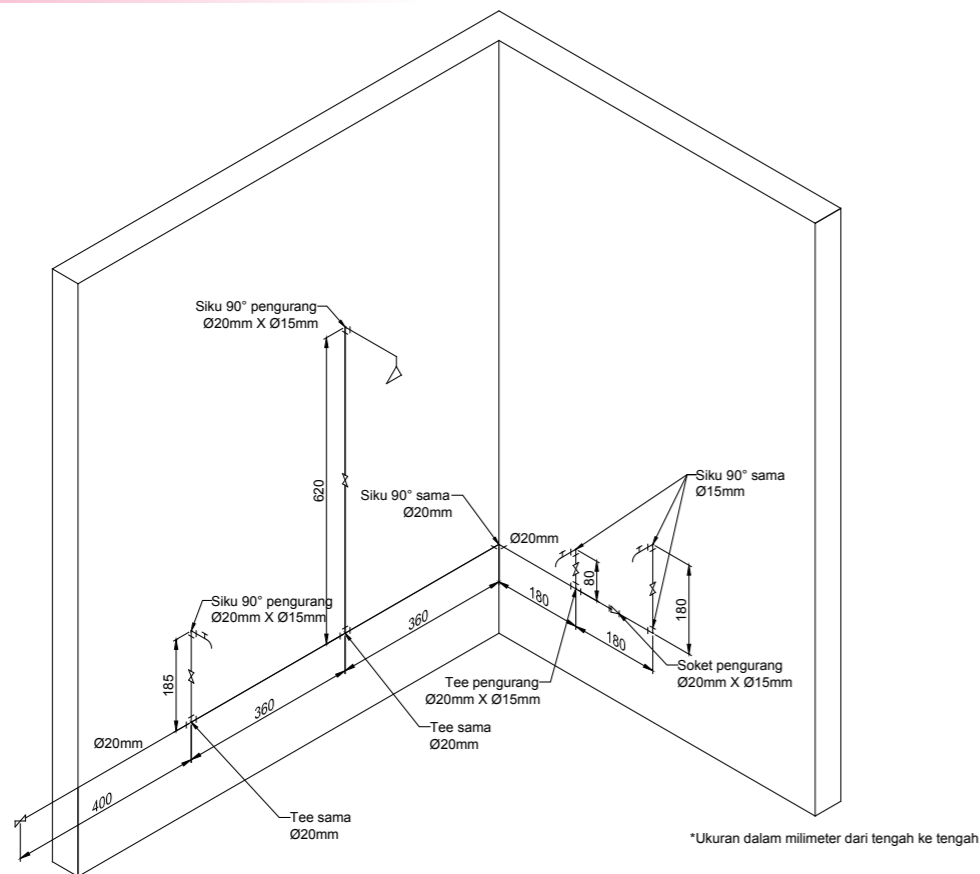 Siku 90° pengurang
Ø20mm X Ø15mm
620
Siku 90° sama
Ø20mm
Siku 90° sama
Ø15mm
Ø20mm
80
180
180
180
Siku 90° pengurang
Ø20mm X Ø15mm
185
360
360
Soket pengurang
Ø20mm X Ø15mm
Tee pengurang
Ø20mm X Ø15mm
Tee sama
Ø20mm
Ø20mm
400
Tee sama
Ø20mm
*Ukuran dalam milimeter dari tengah ke tengah